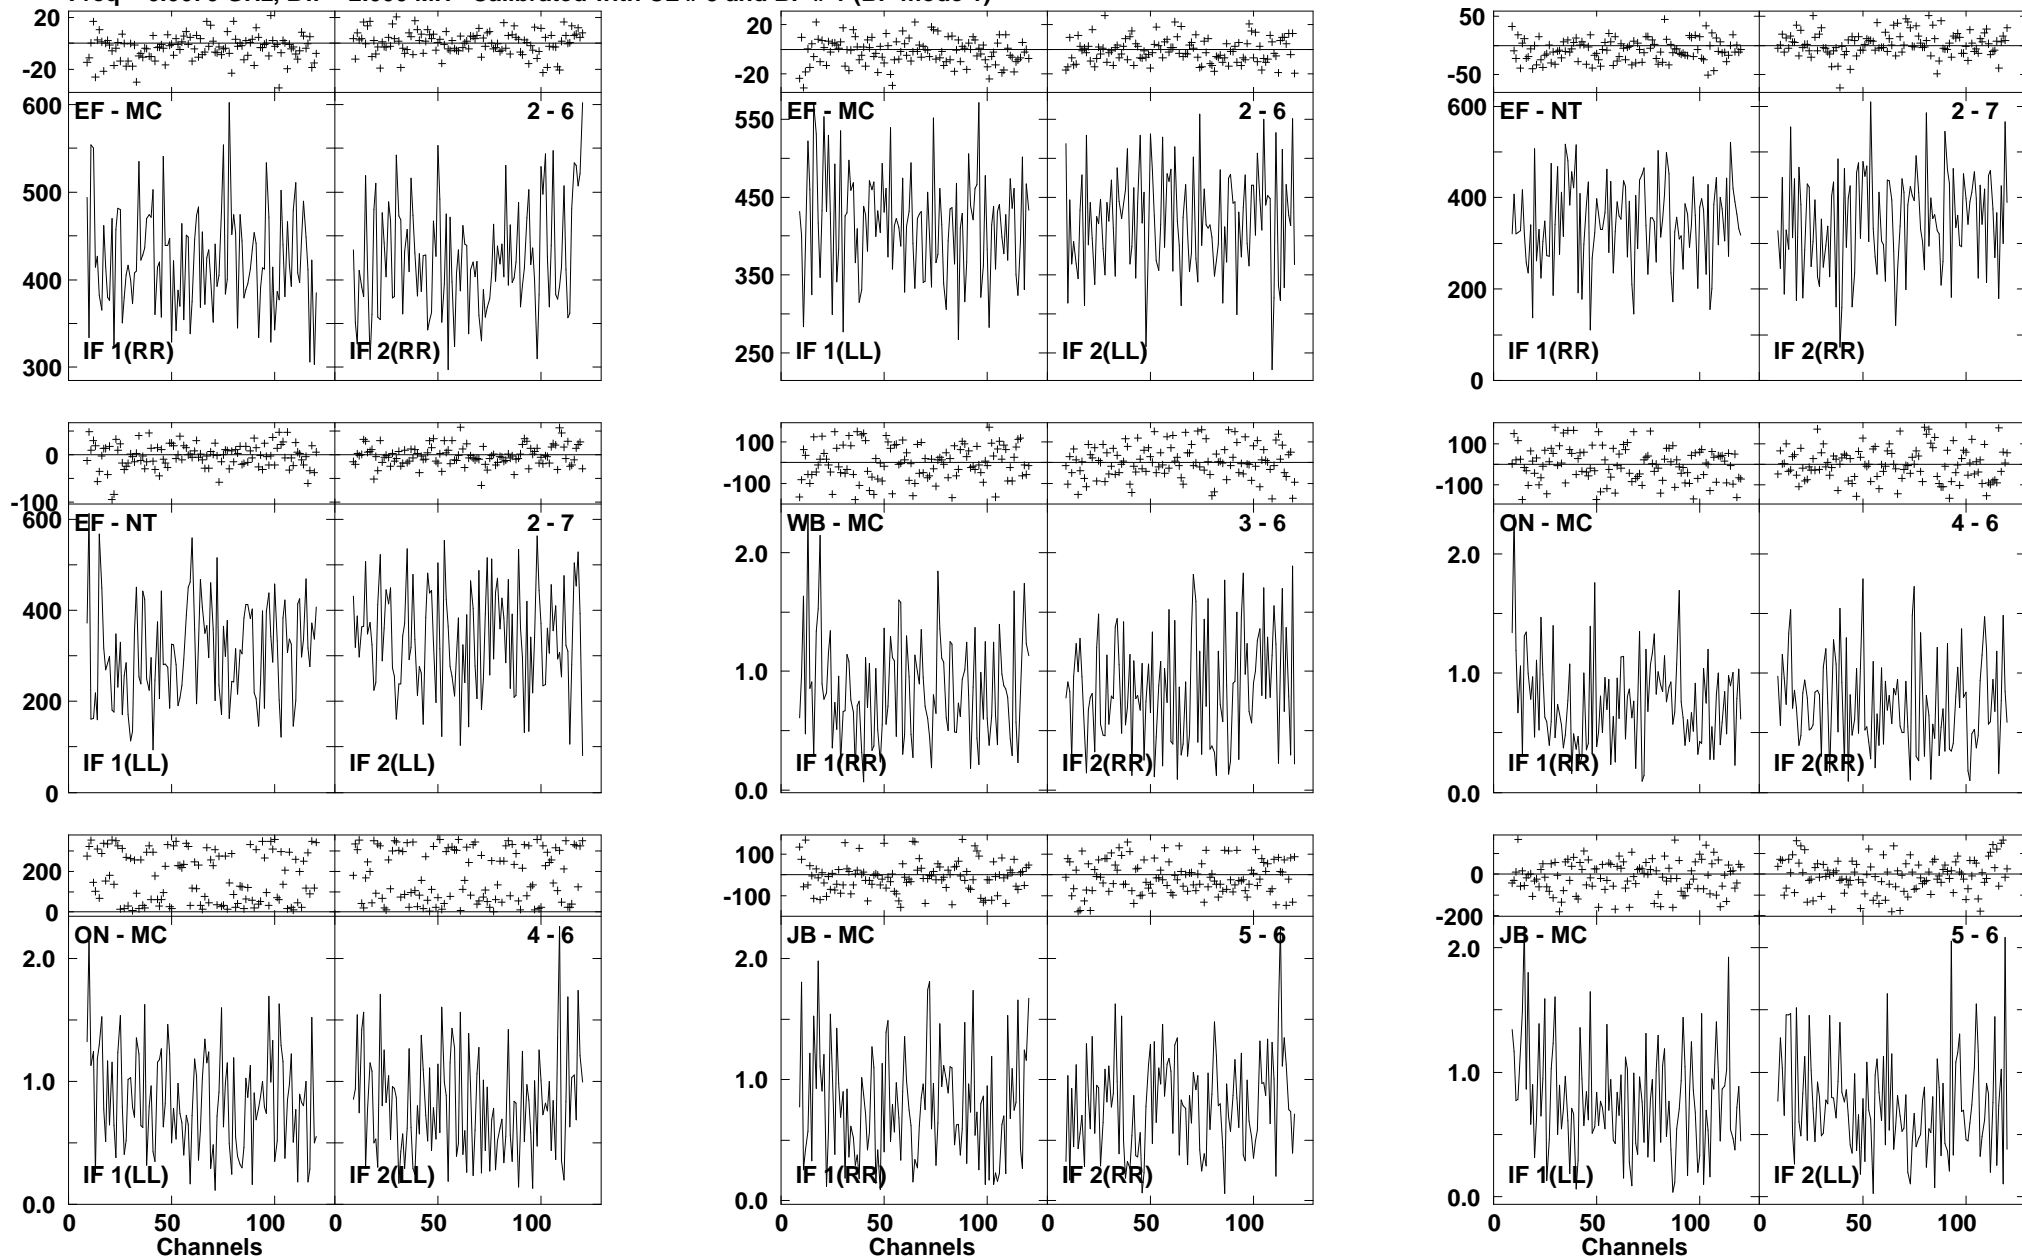 20 20 50
-20 -20 -50
600 EF - MC 2 - 6 550 EF - MC 2 - 6 600 EF - NT 2 - 7
500 450 400
400 350 200
300 IF 1(RR) IF 2(RR) 250 IF 1(LL) IF 2(LL) 0 IF 1(RR) IF 2(RR)
0 100 100
-100 -100 -100
600 EF - NT 2 - 7 2.0 WB - MC 3 - 6 2.0 ON - MC 4 - 6
400 1.0 1.0
200
0 IF 1(LL) IF 2(LL) 0.0 IF 1(RR) IF 2(RR) 0.0 IF 1(RR) IF 2(RR)
200 100 0
0 -100 -200
ON - MC 4 - 6 JB - MC 5 - 6 JB - MC 5 - 6
2.0 2.0 2.0
1.0 1.0 1.0
IF 1(LL) IF 2(LL) IF 1(RR) IF 2(RR) IF 1(LL) IF 2(LL)
0.0 0.0 0.0
0 50 100 0 50 100 0 50 100 0 50 100 0 50 100 0 50 100
Channels Channels Channels